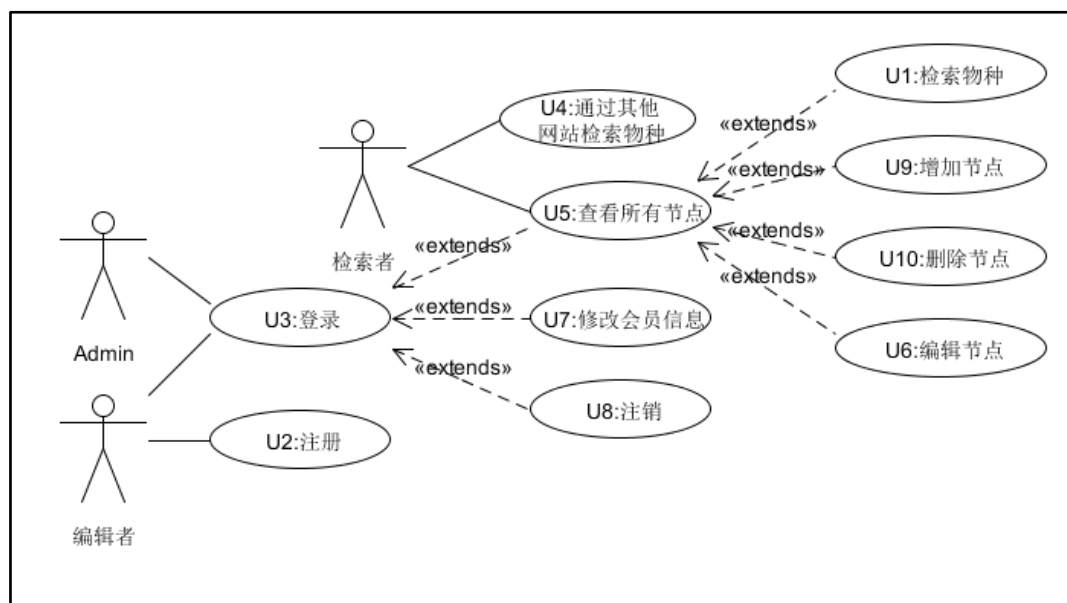 U1:检索物种
U4:通过其他
网站检索物种
«extends»
«extends»
U9:增加节点
U5:查看所有节点
«extends»
检索者
«extends»
U10:删除节点
«extends»
«extends»
U3:登录
U7:修改会员信息
Admin
U6:编辑节点
«extends»
U8:注销
U2:注册
编辑者